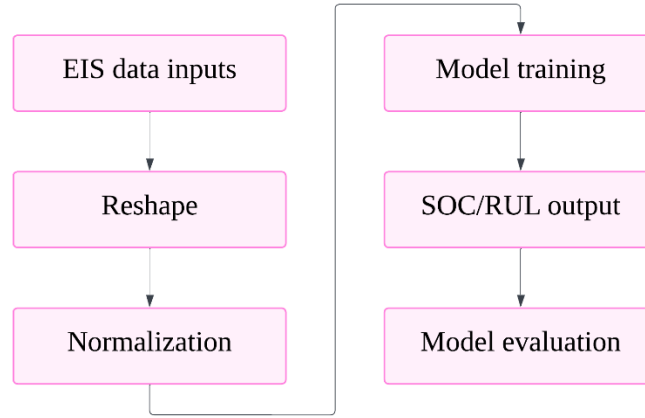 EIS data inputs
Reshape
Normalization
Model training
SOC/RUL output
Model evaluation